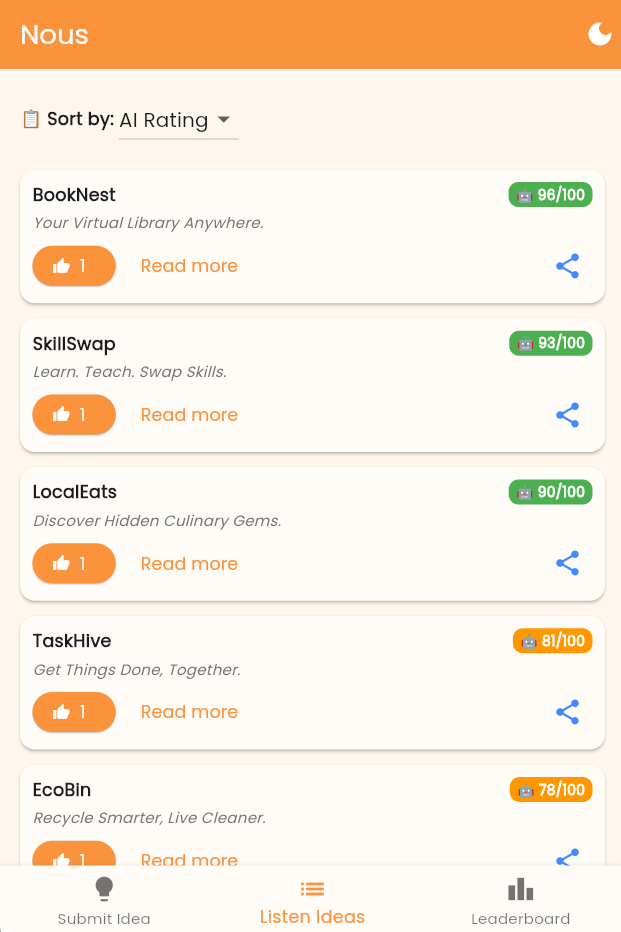 Nous
Sort by: AI Rating
BookNest 96/100
Your Virtual Library Anywhere.
1 Read more
SkillSwap 93/100
Learn. Teach. Swap Skills.
1 Read more
LocalEats 90/100
Discover Hidden Culinary Gems.
1 Read more
TaskHive 81/100
Get Things Done, Together.
1 Read more
EcoBin 78/100
Recycle Smarter, Live Cleaner.
1 Read more
Submit Idea Listen Ideas Leaderboard